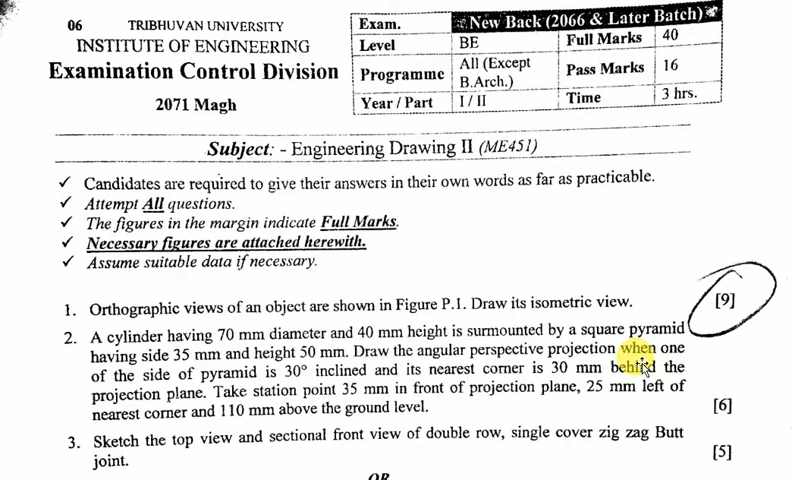 06 TRIBHUVAN UNIVERSITY
INSTITUTE OF ENGINEERING
Examination Control Division
2071 Magh
Exam. New Back (2066 & Later Batch)
Level BE Full Marks 40
Programme All (Except B.Arch.) Pass Marks 16
Year / Part I / II Time 3 hrs.
Subject: - Engineering Drawing II (ME451)
✓ Candidates are required to give their answers in their own words as far as practicable.
✓ Attempt All questions.
✓ The figures in the margin indicate Full Marks.
✓ Necessary figures are attached herewith.
✓ Assume suitable data if necessary.
1. Orthographic views of an object are shown in Figure P.1. Draw its isometric view. [9]
2. A cylinder having 70 mm diameter and 40 mm height is surmounted by a square pyramid
having side 35 mm and height 50 mm. Draw the angular perspective projection when one
of the side of pyramid is 30° inclined and its nearest corner is 30 mm behind the
projection plane. Take station point 35 mm in front of projection plane, 25 mm left of
nearest corner and 110 mm above the ground level. [6]
3. Sketch the top view and sectional front view of double row, single cover zig zag Butt
joint. [5]
OR